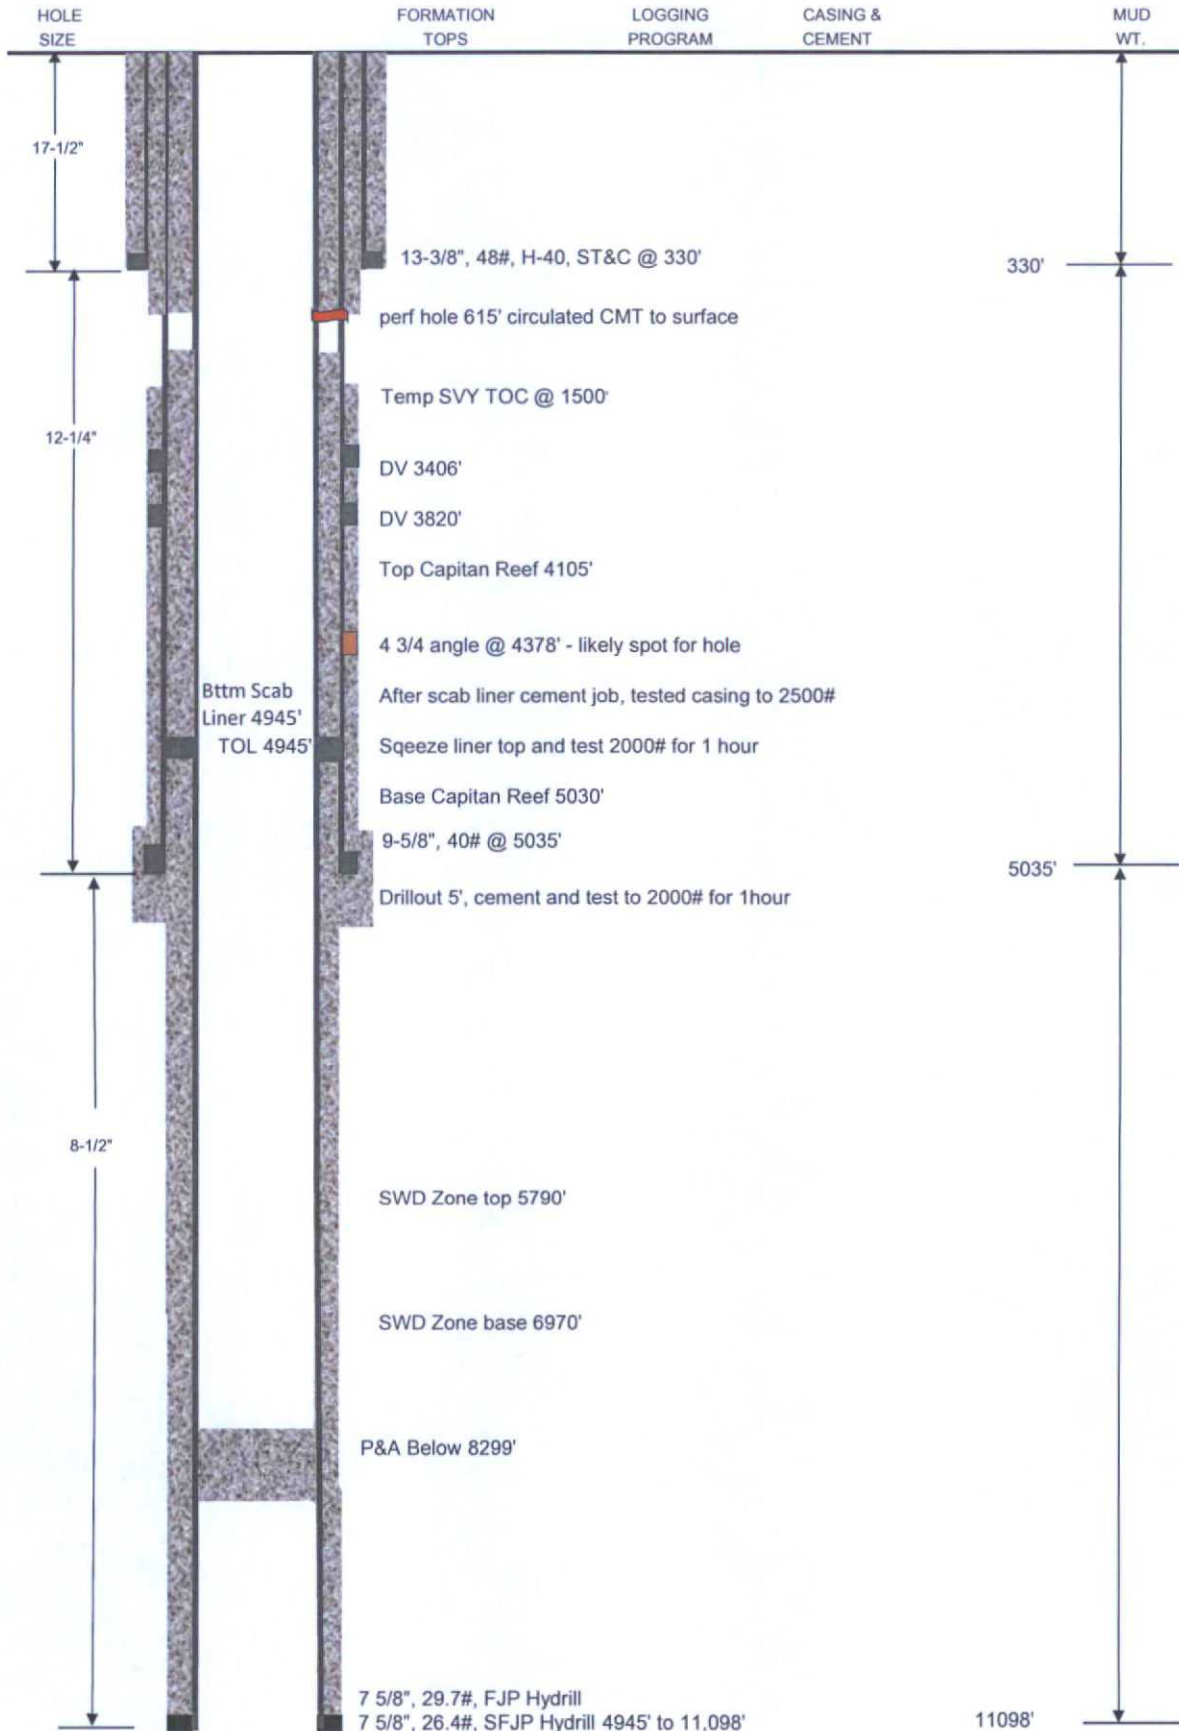 HOLE SIZE
FORMATION TOPS
LOGGING PROGRAM
CASING & CEMENT
MUD WT.
17-1/2"
13-3/8", 48#, H-40, ST&C @ 330'
330'
perf hole 615' circulated CMT to surface
Temp SVY TOC @ 1500'
12-1/4"
DV 3406'
DV 3820'
Top Capitan Reef 4105'
4 3/4 angle @ 4378' - likely spot for hole
Bttm Scab
Liner 4945'
After scab liner cement job, tested casing to 2500#
TOL 4945'
Sqeeze liner top and test 2000# for 1 hour
Base Capitan Reef 5030'
9-5/8", 40# @ 5035'
5035'
Drillout 5', cement and test to 2000# for 1hour
8-1/2"
SWD Zone top 5790'
SWD Zone base 6970'
P&A Below 8299'
7 5/8", 29.7#, FJP Hydrill
7 5/8", 26.4#, SFJP Hydrill 4945' to 11,098'
11098'